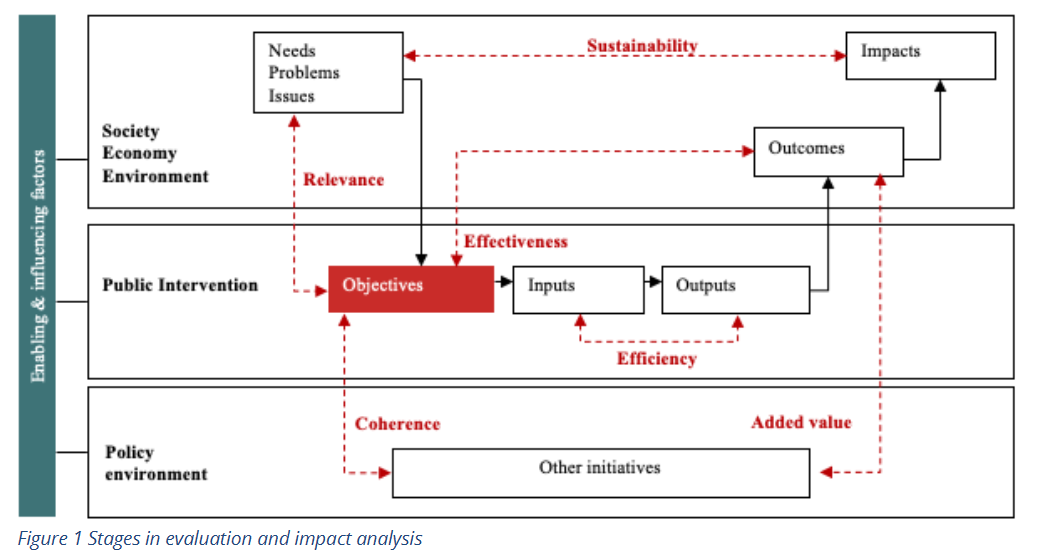 Enabling & influencing factors
Needs
Problems
Issues
Sustainability
Impacts
Society
Economy
Environment
Relevance
Outcomes
Effectiveness
Public Intervention
Objectives
Inputs
Outputs
Efficiency
Coherence
Added value
Policy
environment
Other initiatives
Figure 1 Stages in evaluation and impact analysis